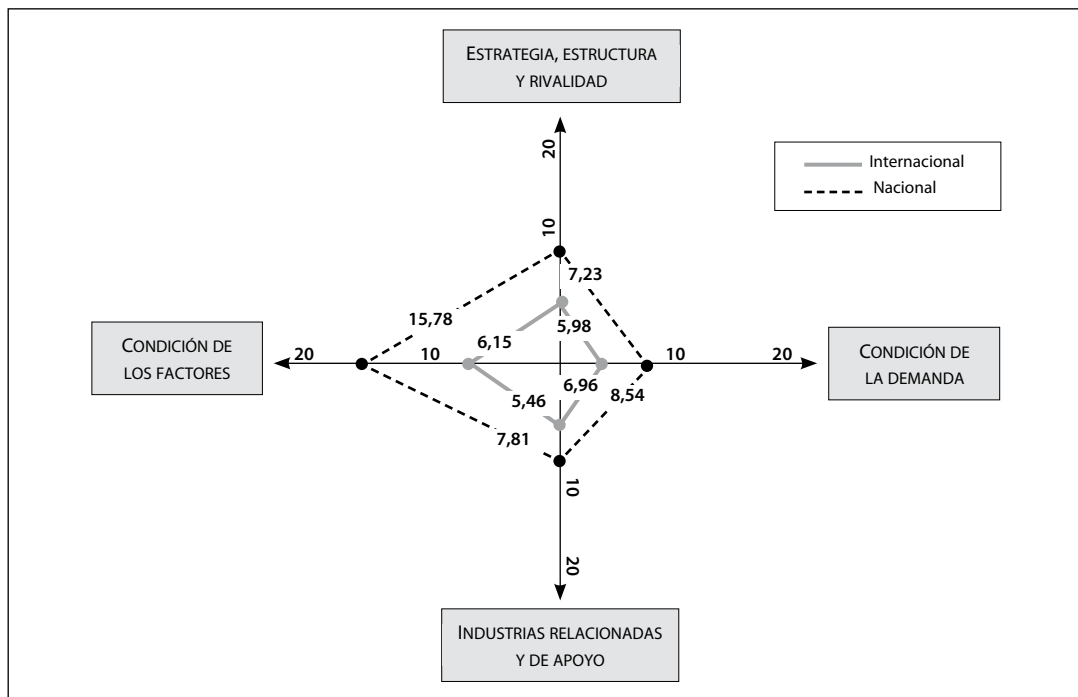 ESTRATEGIA, ESTRUCTURA
Y RIVALIDAD
20
Internacional
Nacional
10
7,23
15,78
5,98
6,15
CONDICIÓN DE
LOS FACTORES
20
10
10
20
CONDICIÓN DE
LA DEMANDA
6,96
8,54
5,46
7,81
10
20
INDUSTRIAS RELACIONADAS
Y DE APOYO